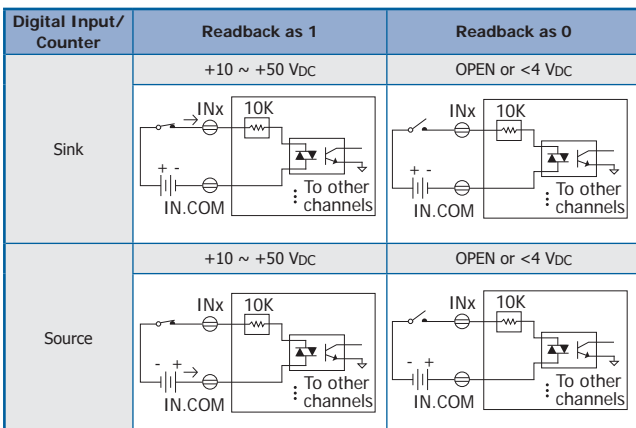 Digital Input/
Counter
Readback as 1
Readback as 0
Sink
+10 ~ +50 VDC
OPEN or <4 VDC
INx
10K
+ -
IN.COM
To other
channels
INx
10K
+ -
IN.COM
To other
channels
Source
+10 ~ +50 VDC
OPEN or <4 VDC
INx
10K
- +
IN.COM
To other
channels
INx
10K
- +
IN.COM
To other
channels